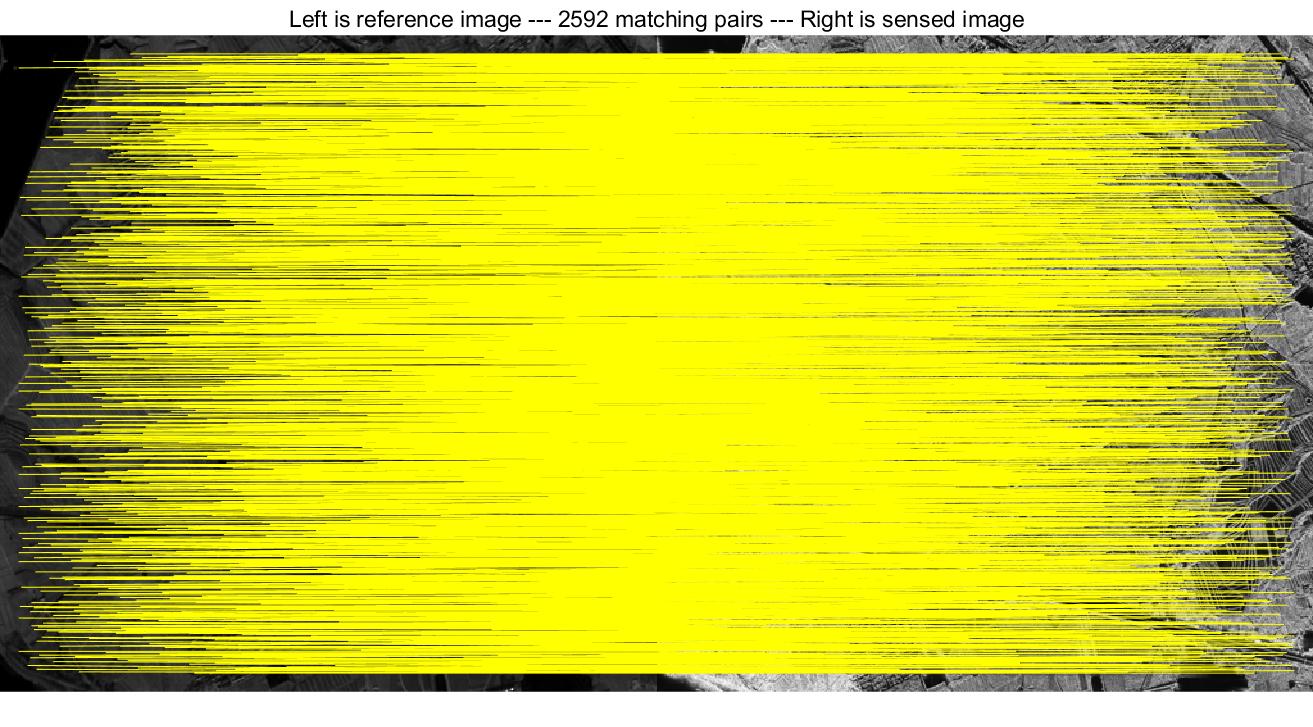 Left is reference image --- 2592 matching pairs --- Right is sensed image